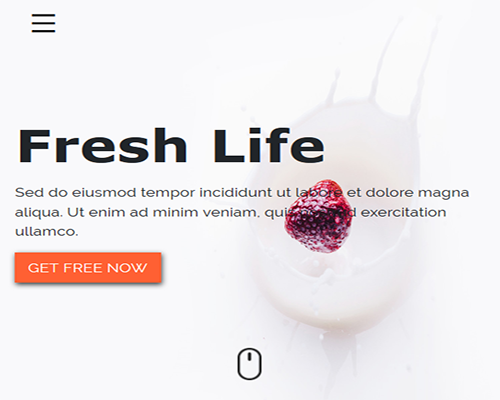 Fresh Life
Sed do eiusmod tempor incididunt ut labore et dolore magna
aliqua. Ut enim ad minim veniam, quis exercitation
ullamco.
GET FREE NOW